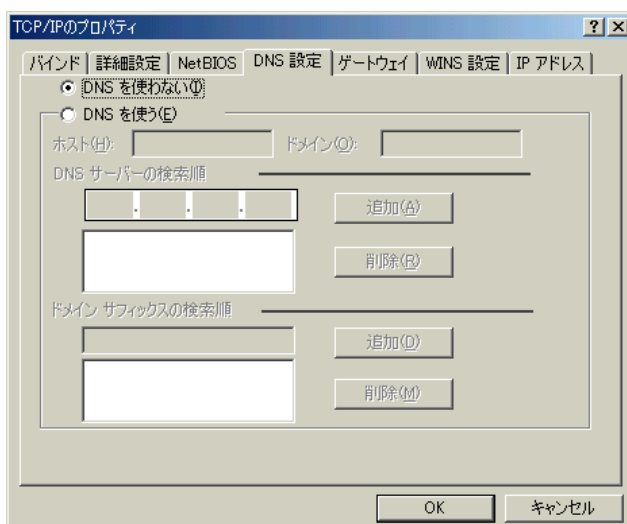 TCP/IPのプロパティ
バインド 詳細設定 NetBIOS DNS 設定 ゲートウェイ WINS 設定 IP アドレス
DNS を使わない(I)
DNS を使う(E)
ホスト(H): ドメイン(O):
DNS サーバーの検索順
追加(A)
削除(R)
ドメイン サフィックスの検索順
追加(D)
削除(M)
OK キャンセル